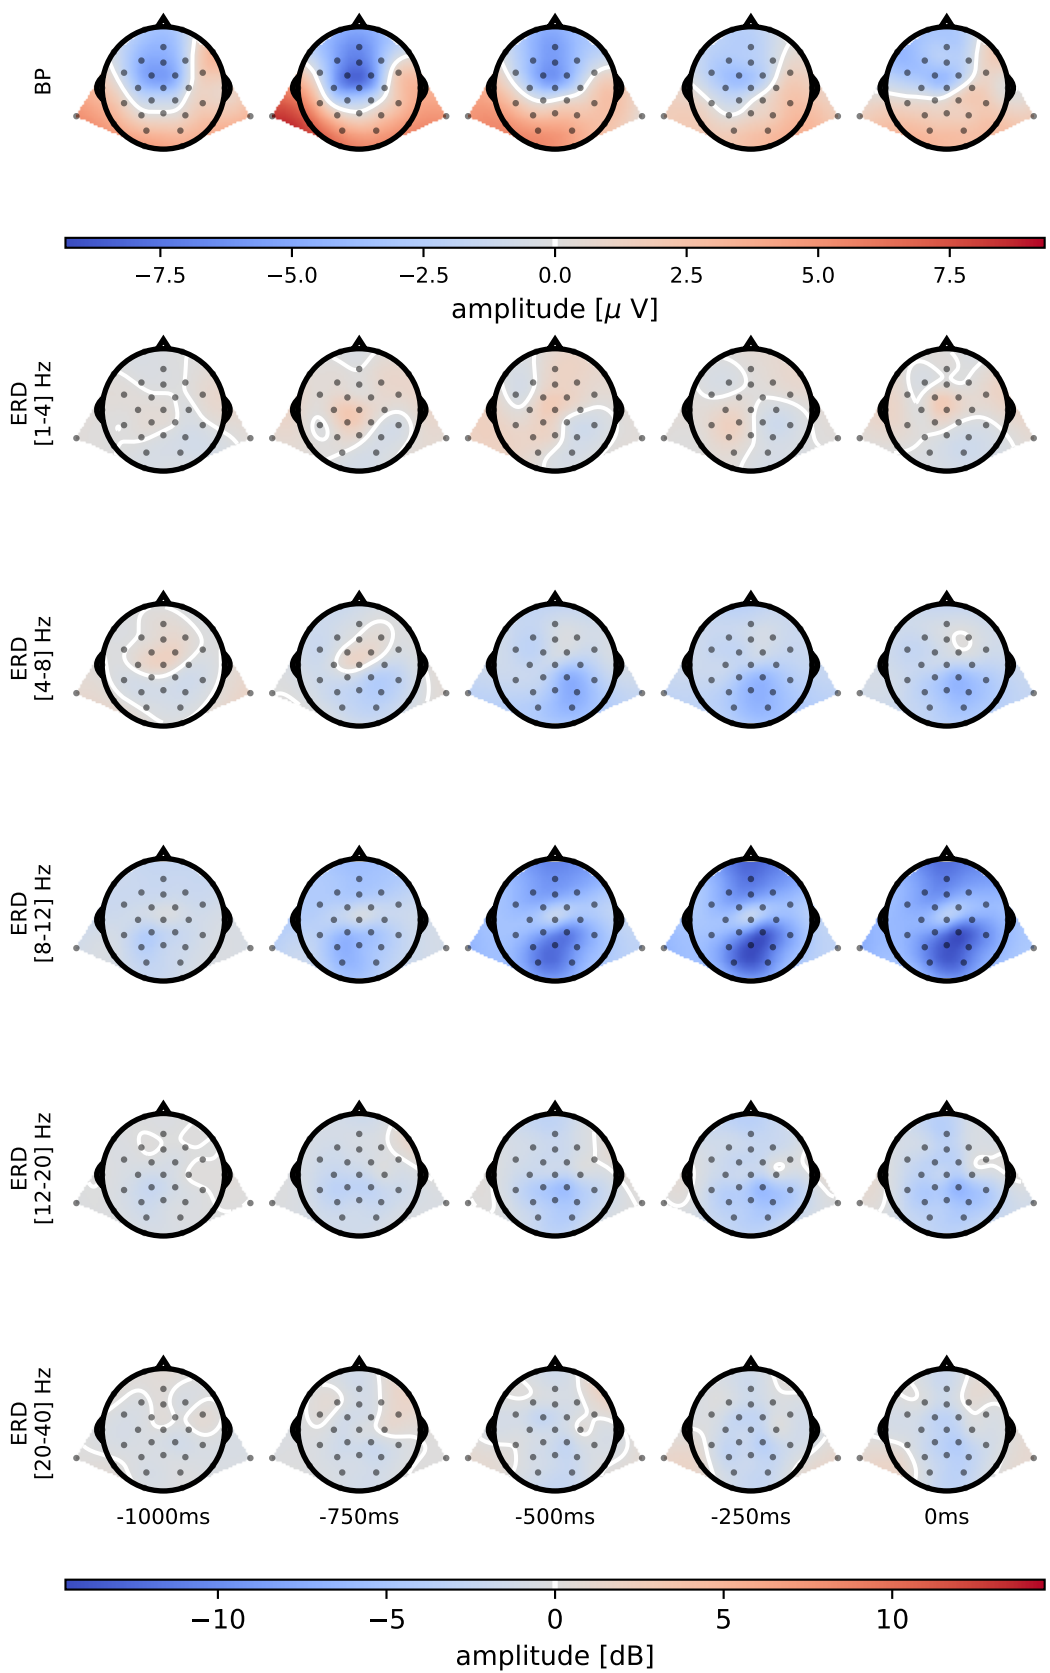 BP
−7.5 −5.0 −2.5 0.0 2.5 5.0 7.5
amplitude [μ V]
ERD
[1-4] Hz
ERD
[4-8] Hz
ERD
[8-12] Hz
ERD
[12-20] Hz
ERD
[20-40] Hz
-1000ms -750ms -500ms -250ms 0ms
−10 −5 0 5 10
amplitude [dB]